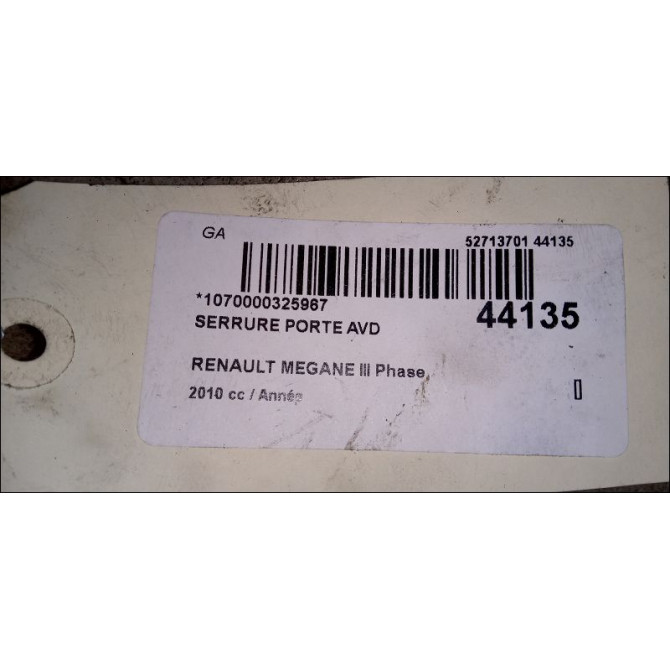 GA
52713701 44135
*1070000325967
44135
SERRURE PORTE AVD
RENAULT MEGANE III Phase
2010 cc / Année